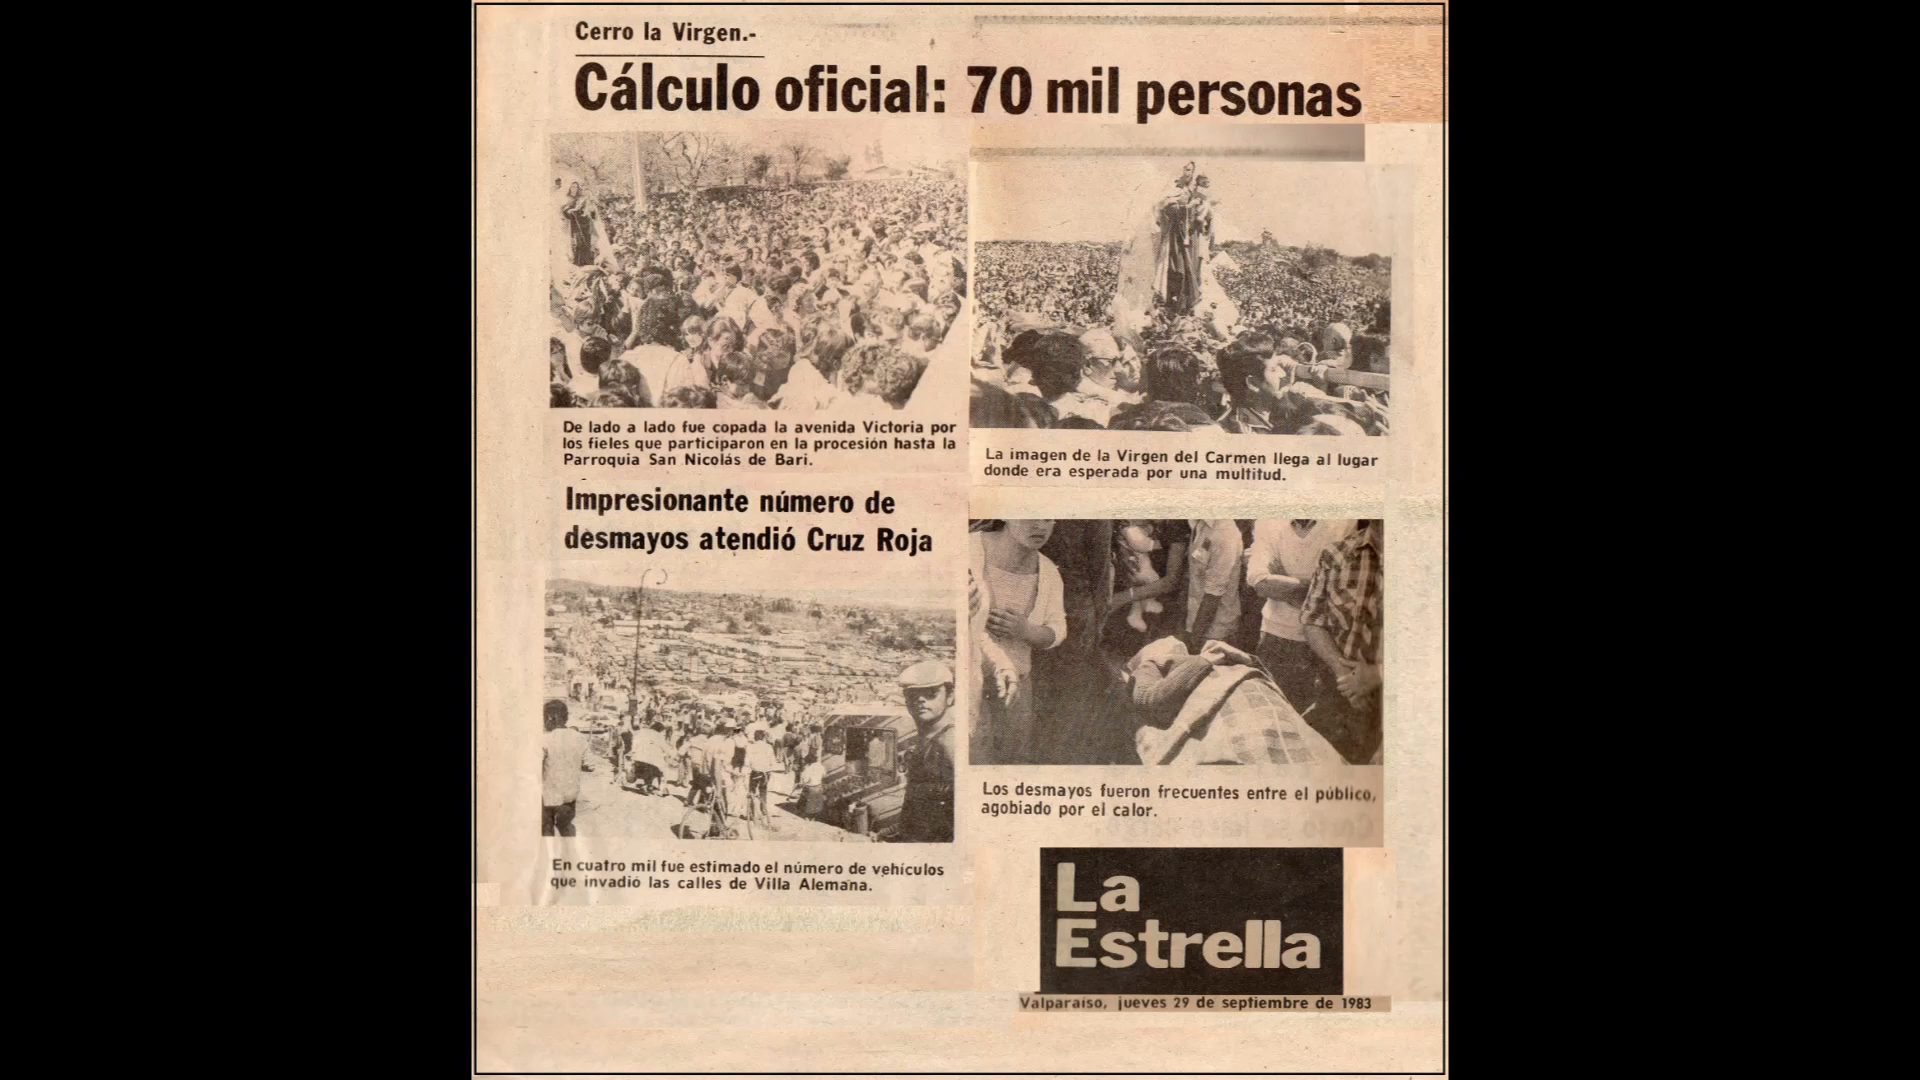 Cerro la Virgen.-
Cálculo oficial: 70 mil personas
De lado a lado fue copada la avenida Victoria por
los fieles que participaron en la procesión hasta la
Parroquia San Nicolás de Bari.
La imagen de la Virgen del Carmen llega al lugar
donde era esperada por una multitud.
Impresionante número de
desmayos atendió Cruz Roja
En cuatro mil fue estimado el número de vehículos
que invadió las calles de Villa Alemana.
Los desmayos fueron frecuentes entre el público,
agobiado por el calor.
La
Estrella
Valparaíso, jueves 29 de septiembre de 1983